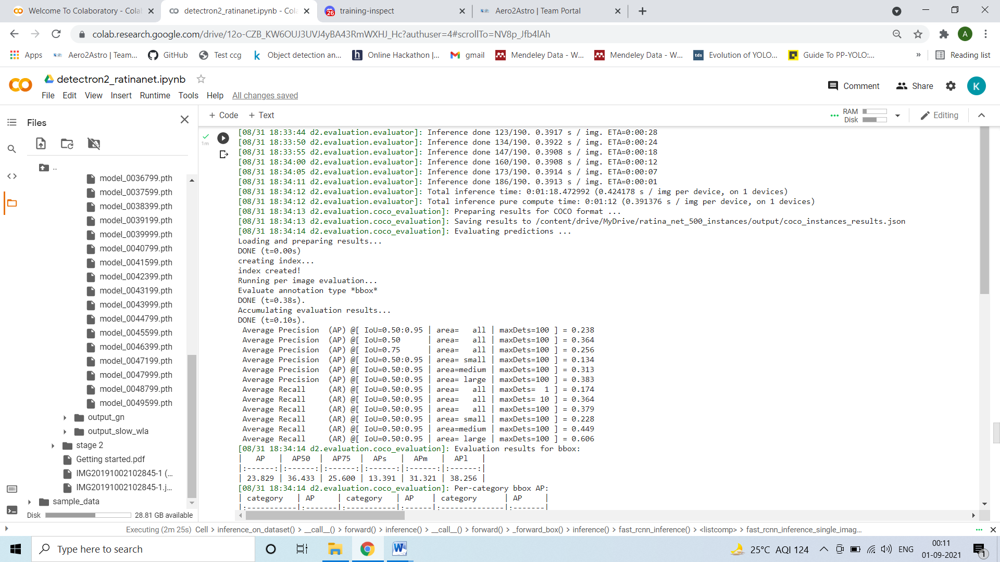 Welcome To Colaboratory - Colab
detectron2_ratinanet.ipynb - Cola
26
training-inspect
Aero2Astro | Team Portal
colab.research.google.com/drive/12o-CZB_KW6OUJ3UVJ4yBA43RmWXHJ_Hc?authuser=4#scrollTo=NV8p_Jfb4lAh
A
Apps
Aero2Astro | Team...
GitHub
Test ccg
Object detection an...
Online Hackathon |...
gmail
Mendeley Data - W...
Mendeley Data - W...
tds
Evolution of YOLO...
Guide To PP-YOLO:...
»
Reading list
detectron2_ratinanet.ipynb
Comment
Share
K
File Edit View Insert Runtime Tools Help All changes saved
+ Code + Text
RAM
Disk
Editing
Files
..
model_0036799.pth
model_0037599.pth
model_0038399.pth
model_0039199.pth
model_0039999.pth
model_0040799.pth
model_0041599.pth
model_0042399.pth
model_0043199.pth
model_0043999.pth
model_0044799.pth
model_0045599.pth
model_0046399.pth
model_0047199.pth
model_0047999.pth
model_0048799.pth
model_0049599.pth
output_gn
output_slow_wla
stage 2
Getting started.pdf
IMG20191002102845-1 (...
IMG20191002102845-1.j...
sample_data
Disk 28.81 GB available
1m
[08/31 18:33:44 d2.evaluation.evaluator]: Inference done 123/190. 0.3917 s / img. ETA=0:00:28
[08/31 18:33:50 d2.evaluation.evaluator]: Inference done 134/190. 0.3922 s / img. ETA=0:00:24
[08/31 18:33:55 d2.evaluation.evaluator]: Inference done 147/190. 0.3908 s / img. ETA=0:00:18
[08/31 18:34:00 d2.evaluation.evaluator]: Inference done 160/190. 0.3908 s / img. ETA=0:00:12
[08/31 18:34:05 d2.evaluation.evaluator]: Inference done 173/190. 0.3914 s / img. ETA=0:00:07
[08/31 18:34:11 d2.evaluation.evaluator]: Inference done 186/190. 0.3913 s / img. ETA=0:00:01
[08/31 18:34:12 d2.evaluation.evaluator]: Total inference time: 0:01:18.472992 (0.424178 s / img per device, on 1 devices)
[08/31 18:34:12 d2.evaluation.evaluator]: Total inference pure compute time: 0:01:12 (0.391376 s / img per device, on 1 devices)
[08/31 18:34:13 d2.evaluation.coco_evaluation]: Preparing results for COCO format ...
[08/31 18:34:13 d2.evaluation.coco_evaluation]: Saving results to /content/drive/MyDrive/ratina_net_500_instances/output/coco_instances_results.json
[08/31 18:34:14 d2.evaluation.coco_evaluation]: Evaluating predictions ...
Loading and preparing results...
DONE (t=0.00s)
creating index...
index created!
Running per image evaluation...
Evaluate annotation type *bbox*
DONE (t=0.38s).
Accumulating evaluation results...
DONE (t=0.10s).
Average Precision (AP) @[ IoU=0.50:0.95 | area= all | maxDets=100 ] = 0.238
Average Precision (AP) @[ IoU=0.50 | area= all | maxDets=100 ] = 0.364
Average Precision (AP) @[ IoU=0.75 | area= all | maxDets=100 ] = 0.256
Average Precision (AP) @[ IoU=0.50:0.95 | area= small | maxDets=100 ] = 0.134
Average Precision (AP) @[ IoU=0.50:0.95 | area=medium | maxDets=100 ] = 0.313
Average Precision (AP) @[ IoU=0.50:0.95 | area= large | maxDets=100 ] = 0.383
Average Recall (AR) @[ IoU=0.50:0.95 | area= all | maxDets= 1 ] = 0.174
Average Recall (AR) @[ IoU=0.50:0.95 | area= all | maxDets= 10 ] = 0.364
Average Recall (AR) @[ IoU=0.50:0.95 | area= all | maxDets=100 ] = 0.379
Average Recall (AR) @[ IoU=0.50:0.95 | area= small | maxDets=100 ] = 0.228
Average Recall (AR) @[ IoU=0.50:0.95 | area=medium | maxDets=100 ] = 0.449
Average Recall (AR) @[ IoU=0.50:0.95 | area= large | maxDets=100 ] = 0.606
[08/31 18:34:14 d2.evaluation.coco_evaluation]: Evaluation results for bbox:
| AP | AP50 | AP75 | APs | APm | APl |
|:------:|:------:|:------:|:------:|:------:|:------:|
| 23.829 | 36.433 | 25.600 | 13.391 | 31.321 | 38.256 |
[08/31 18:34:14 d2.evaluation.coco_evaluation]: Per-category bbox AP:
| category | AP | category | AP | category | AP |
|:-----------|:-------|:-----------|:------|:--------------|:-------|
Executing (2m 25s) Cell > inference_on_dataset() > __call__() > forward() > inference() > __call__() > forward() > _forward_box() > inference() > fast_rcnn_inference() > <listcomp> > fast_rcnn_inference_single_imag...
Type here to search
25°C AQI 124
ENG
00:11
01-09-2021
1